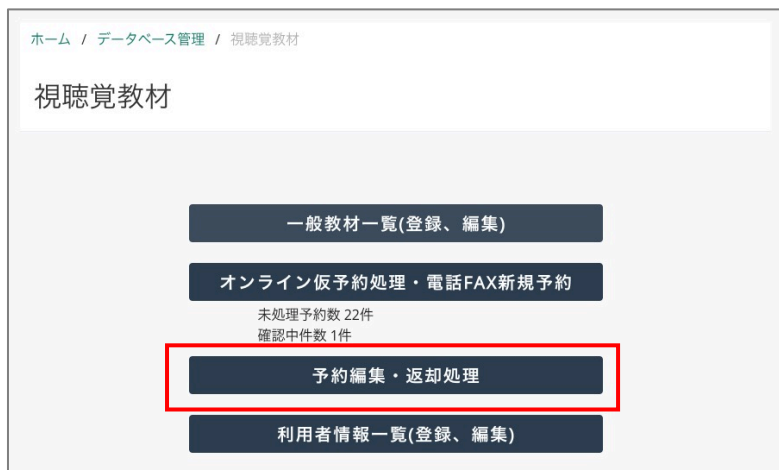 ホーム / データベース管理 / 視聴覚教材
視聴覚教材
一般教材一覧(登録、編集)
オンライン仮予約処理・電話FAX新規予約
未処理予約数 22件
確認中件数 1件
予約編集・返却処理
利用者情報一覧(登録、編集)